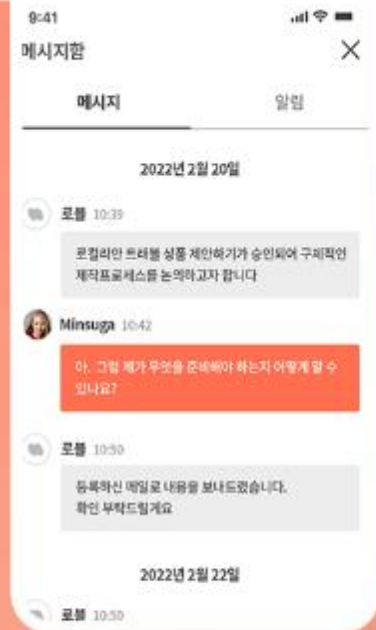 9:41
메시지함
메시지
알림
2022년 2월 20일
로블 10:39
로컬리안 트래블 상품 제안하기가 승인되어 구체적인
제작프로세스를 논의하고자 합니다
Minsuga 10:42
아. 그럼 제가 무엇을 준비해야 하는지 어떻게 알 수
있나요?
로블 10:50
등록하신 메일로 내용을 보내드렸습니다.
확인 부탁드릴게요
2022년 2월 22일
로블 10:50